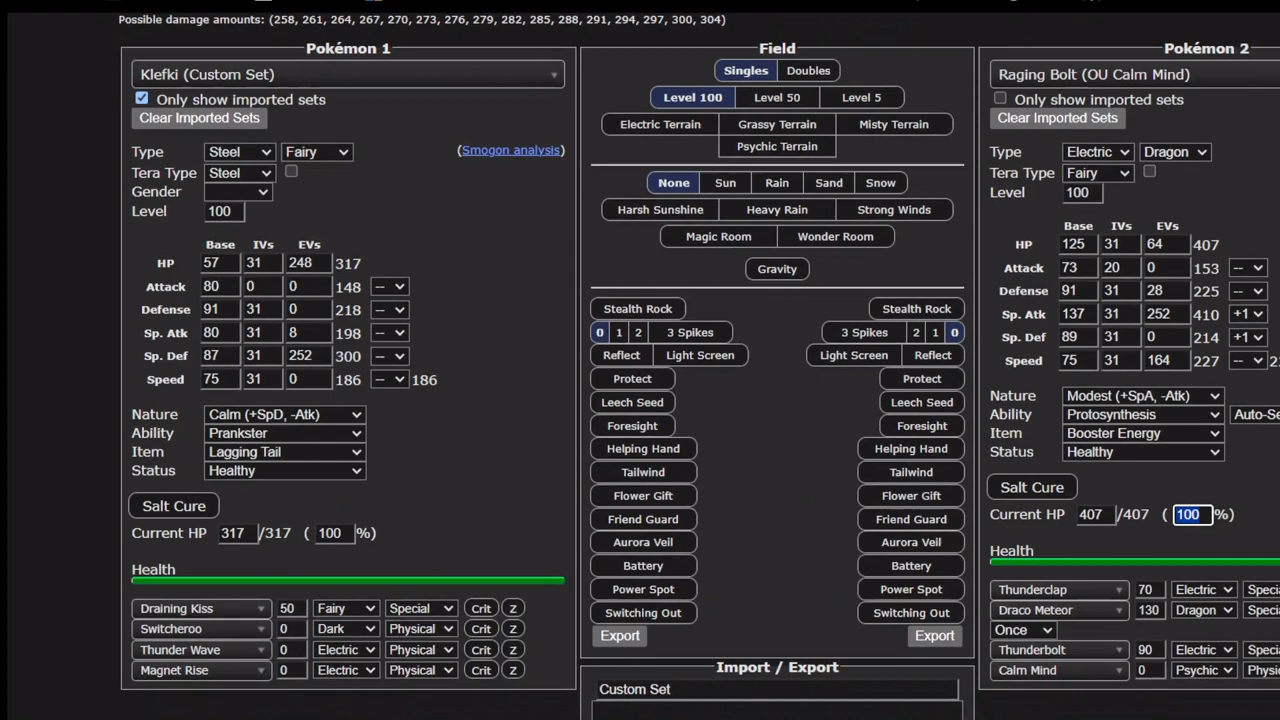 Possible damage amounts: (258, 261, 264, 267, 270, 273, 276, 279, 282, 285, 288, 291, 294, 297, 300, 304)
Pokémon 1
Klefki (Custom Set)
Only show imported sets
Clear Imported Sets
Type Steel Fairy (Smogon analysis)
Tera Type Steel
Gender
Level 100
Base IVs EVs
HP 57 31 248 317
Attack 80 0 0 148 --
Defense 91 31 0 218 --
Sp. Atk 80 31 8 198 --
Sp. Def 87 31 252 300 --
Speed 75 31 0 186 -- 186
Nature Calm (+SpD, -Atk)
Ability Prankster
Item Lagging Tail
Status Healthy
Salt Cure
Current HP 317 /317 ( 100 %)
Health
Draining Kiss 50 Fairy Special Crit Z
Switcheroo 0 Dark Physical Crit Z
Thunder Wave 0 Electric Physical Crit Z
Magnet Rise 0 Electric Physical Crit Z
Field
Singles Doubles
Level 100 Level 50 Level 5
Electric Terrain Grassy Terrain Misty Terrain
Psychic Terrain
None Sun Rain Sand Snow
Harsh Sunshine Heavy Rain Strong Winds
Magic Room Wonder Room
Gravity
Stealth Rock Stealth Rock
0 1 2 3 Spikes 3 Spikes 2 1 0
Reflect Light Screen Light Screen Reflect
Protect Protect
Leech Seed Leech Seed
Foresight Foresight
Helping Hand Helping Hand
Tailwind Tailwind
Flower Gift Flower Gift
Friend Guard Friend Guard
Aurora Veil Aurora Veil
Battery Battery
Power Spot Power Spot
Switching Out Switching Out
Export Export
Import / Export
Custom Set
Pokémon 2
Raging Bolt (OU Calm Mind)
Only show imported sets
Clear Imported Sets
Type Electric Dragon
Tera Type Fairy
Level 100
Base IVs EVs
HP 125 31 64 407
Attack 73 20 0 153 --
Defense 91 31 28 225 --
Sp. Atk 137 31 252 410 +1
Sp. Def 89 31 0 214 +1
Speed 75 31 164 227 -- 2
Nature Modest (+SpA, -Atk)
Ability Protosynthesis Auto-Se
Item Booster Energy
Status Healthy
Salt Cure
Current HP 407 /407 ( 100 %)
Health
Thunderclap 70 Electric Specia
Draco Meteor 130 Dragon Specia
Once
Thunderbolt 90 Electric Specia
Calm Mind 0 Psychic Physic